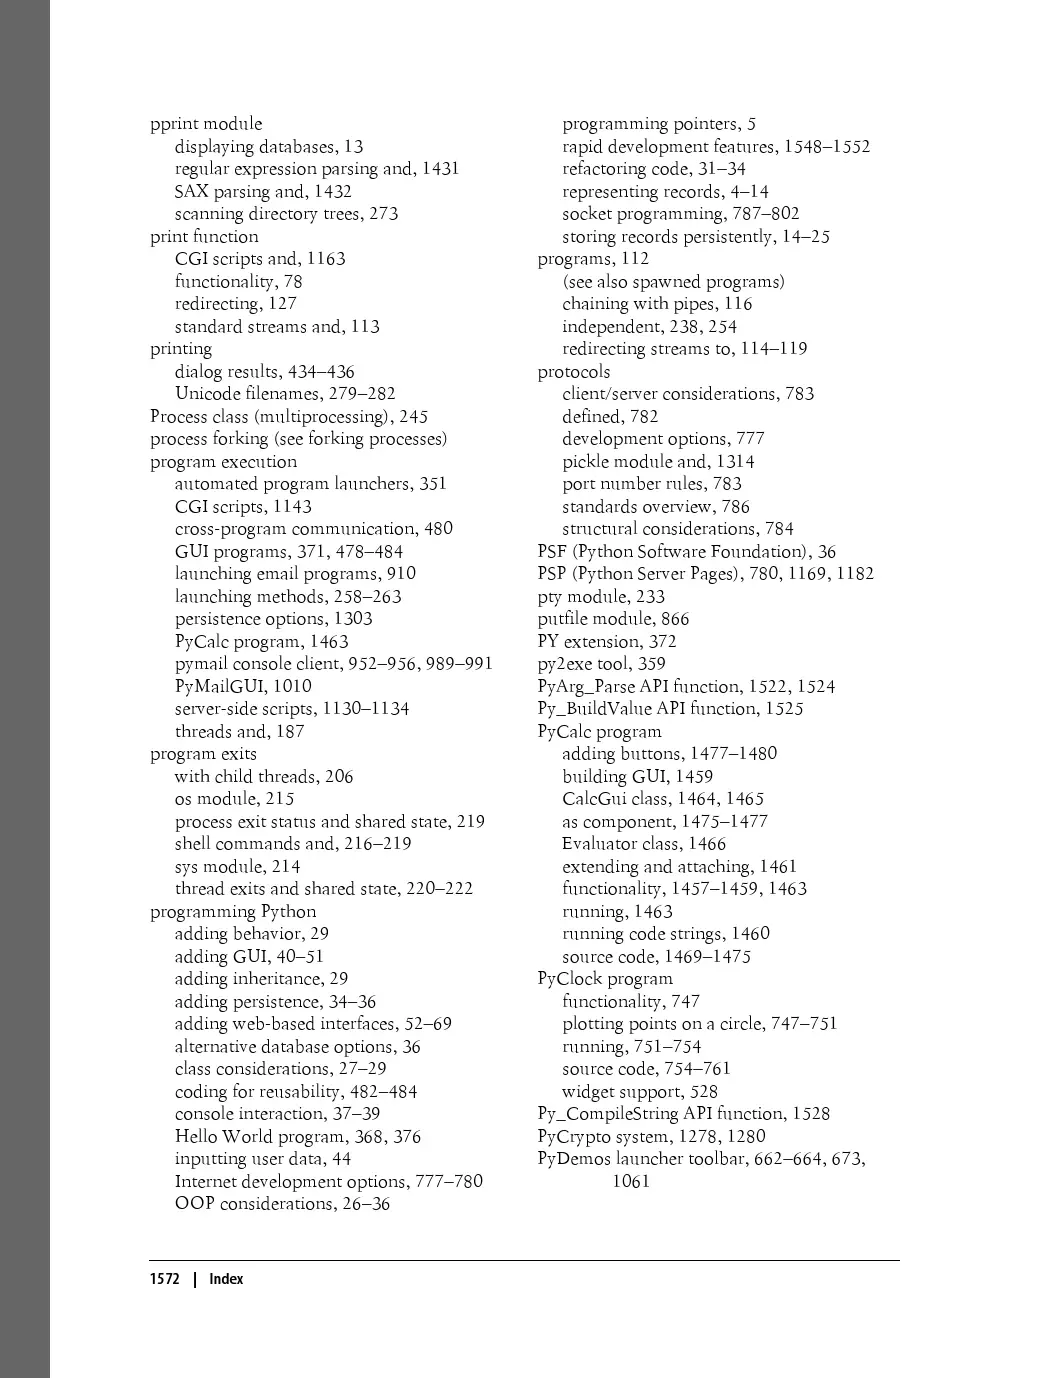 pprint module
displaying databases, 13
regular expression parsing and, 1431
SAX parsing and, 1432
scanning directory trees, 273
print function
CGI scripts and, 1163
functionality, 78
redirecting, 127
standard streams and, 113
printing
dialog results, 434–436
Unicode filenames, 279–282
Process class (multiprocessing), 245
process forking (see forking processes)
program execution
automated program launchers, 351
CGI scripts, 1143
cross-program communication, 480
GUI programs, 371, 478–484
launching email programs, 910
launching methods, 258–263
persistence options, 1303
PyCalc program, 1463
pymail console client, 952–956, 989–991
PyMailGUI, 1010
server-side scripts, 1130–1134
threads and, 187
program exits
with child threads, 206
os module, 215
process exit status and shared state, 219
shell commands and, 216–219
sys module, 214
thread exits and shared state, 220–222
programming Python
adding behavior, 29
adding GUI, 40–51
adding inheritance, 29
adding persistence, 34–36
adding web-based interfaces, 52–69
alternative database options, 36
class considerations, 27–29
coding for reusability, 482–484
console interaction, 37–39
Hello World program, 368, 376
inputting user data, 44
Internet development options, 777–780
OOP considerations, 26–36
programming pointers, 5
rapid development features, 1548–1552
refactoring code, 31–34
representing records, 4–14
socket programming, 787–802
storing records persistently, 14–25
programs, 112
(see also spawned programs)
chaining with pipes, 116
independent, 238, 254
redirecting streams to, 114–119
protocols
client/server considerations, 783
defined, 782
development options, 777
pickle module and, 1314
port number rules, 783
standards overview, 786
structural considerations, 784
PSF (Python Software Foundation), 36
PSP (Python Server Pages), 780, 1169, 1182
pty module, 233
putfile module, 866
PY extension, 372
py2exe tool, 359
PyArg_Parse API function, 1522, 1524
Py_BuildValue API function, 1525
PyCalc program
adding buttons, 1477–1480
building GUI, 1459
CalcGui class, 1464, 1465
as component, 1475–1477
Evaluator class, 1466
extending and attaching, 1461
functionality, 1457–1459, 1463
running, 1463
running code strings, 1460
source code, 1469–1475
PyClock program
functionality, 747
plotting points on a circle, 747–751
running, 751–754
source code, 754–761
widget support, 528
Py_CompileString API function, 1528
PyCrypto system, 1278, 1280
PyDemos launcher toolbar, 662–664, 673,
1061
1572 | Index